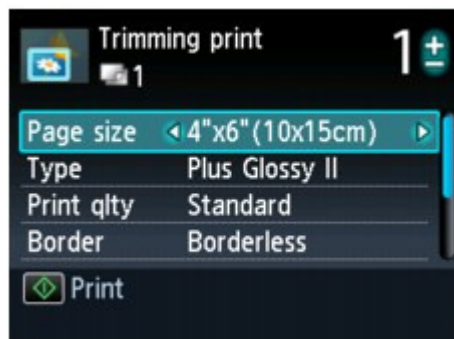 Trimming print
1
1
Page size 4"x6"(10x15cm)
Type Plus Glossy II
Print qlty Standard
Border Borderless
Print